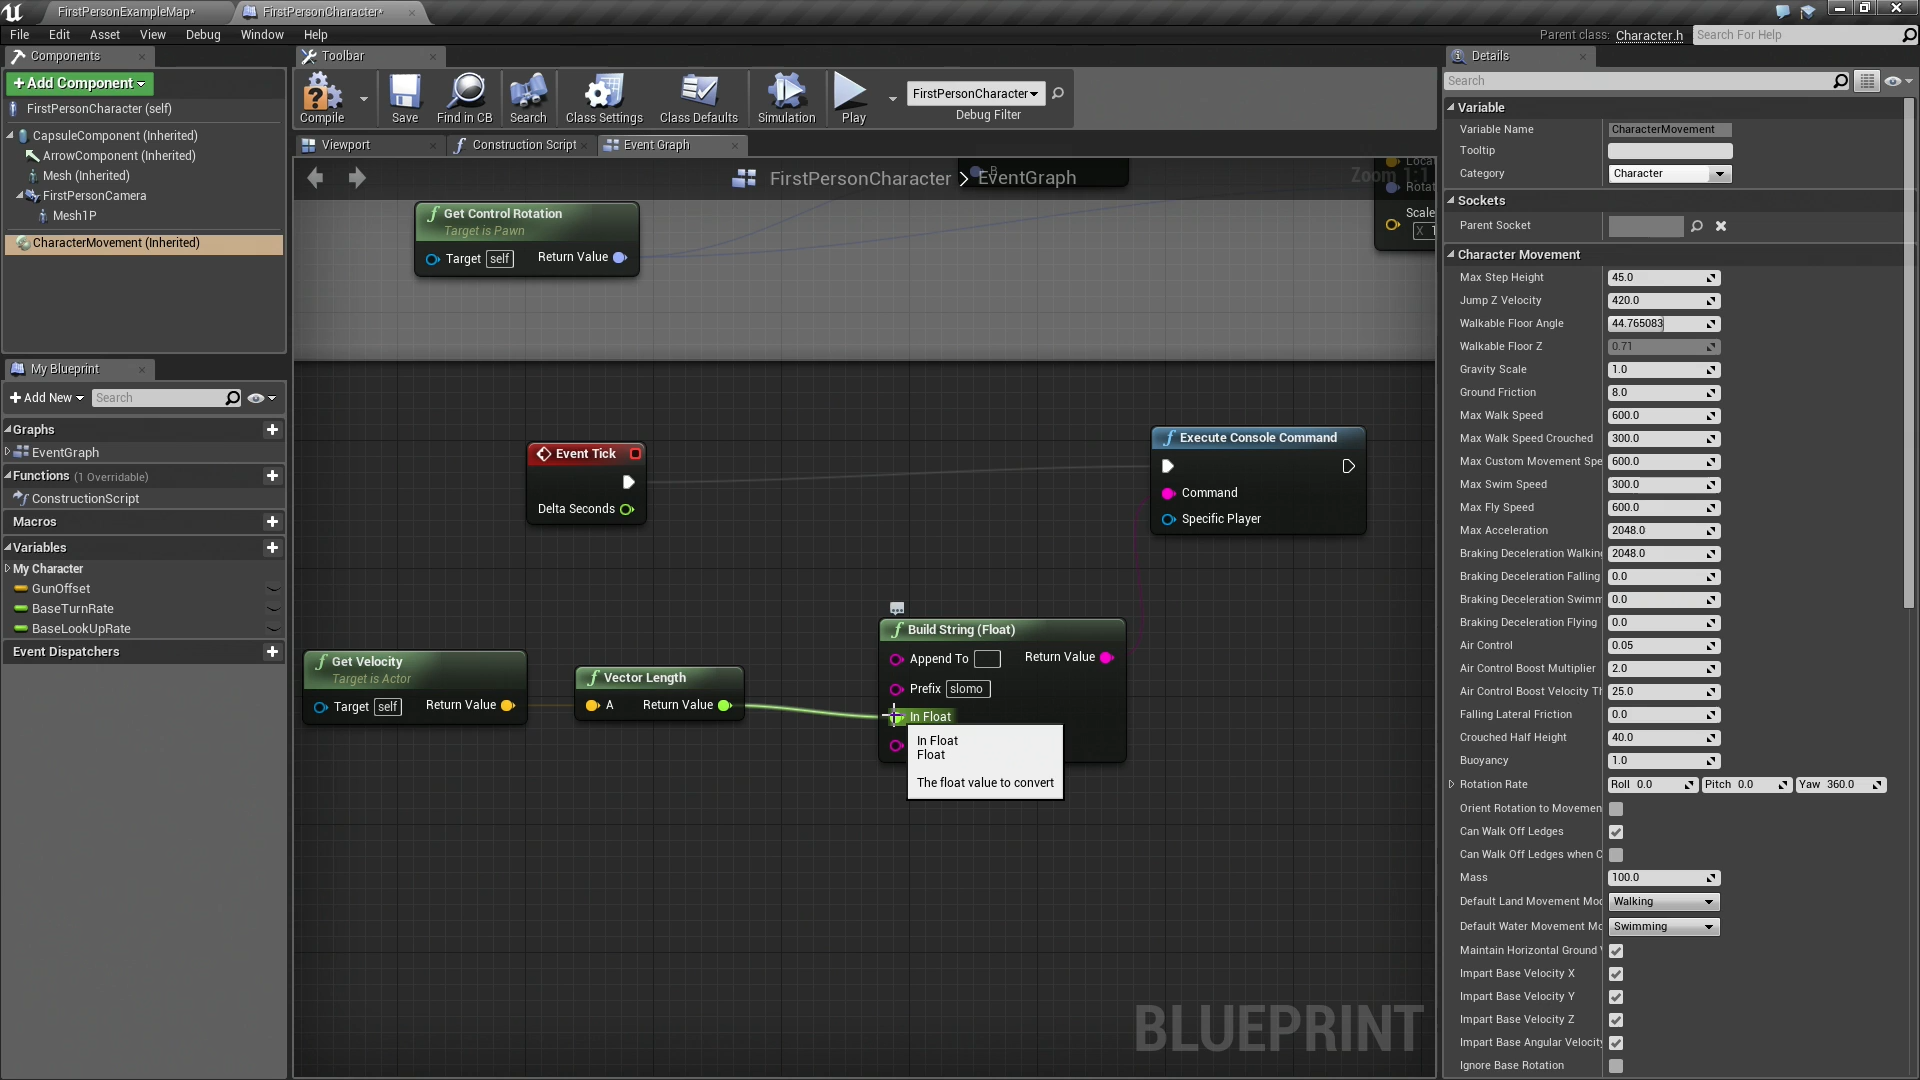 FirstPersonExampleMap*
FirstPersonCharacter*
File Edit Asset View Debug Window Help
Parent class: Character.h
Search For Help
Components
+Add Component
FirstPersonCharacter (self)
CapsuleComponent (Inherited)
ArrowComponent (Inherited)
Mesh (Inherited)
FirstPersonCamera
Mesh1P
CharacterMovement (Inherited)
My Blueprint
+Add New
Search
Graphs
EventGraph
Functions (1 Overridable)
ConstructionScript
Macros
Variables
My Character
GunOffset
BaseTurnRate
BaseLookUpRate
Event Dispatchers
Toolbar
Compile
Save
Find in CB
Search
Class Settings
Class Defaults
Simulation
Play
FirstPersonCharacter
Debug Filter
Viewport
Construction Script
Event Graph
FirstPersonCharacter > EventGraph
Zoom 1:1
B
Loca
Rotat
Scale
X 1
Get Control Rotation
Target is Pawn
Target self Return Value
Event Tick
Delta Seconds
Execute Console Command
Command
Specific Player
Get Velocity
Target is Actor
Target self Return Value
Vector Length
A Return Value
Build String (Float)
Append To Return Value
Prefix slomo
In Float
In Float
Float
The float value to convert
BLUEPRINT
Details
Search
Variable
Variable Name CharacterMovement
Tooltip
Category Character
Sockets
Parent Socket
Character Movement
Max Step Height 45.0
Jump Z Velocity 420.0
Walkable Floor Angle 44.765083
Walkable Floor Z 0.71
Gravity Scale 1.0
Ground Friction 8.0
Max Walk Speed 600.0
Max Walk Speed Crouched 300.0
Max Custom Movement Spe 600.0
Max Swim Speed 300.0
Max Fly Speed 600.0
Max Acceleration 2048.0
Braking Deceleration Walking 2048.0
Braking Deceleration Falling 0.0
Braking Deceleration Swimm 0.0
Braking Deceleration Flying 0.0
Air Control 0.05
Air Control Boost Multiplier 2.0
Air Control Boost Velocity Tl 25.0
Falling Lateral Friction 0.0
Crouched Half Height 40.0
Buoyancy 1.0
Rotation Rate Roll 0.0 Pitch 0.0 Yaw 360.0
Orient Rotation to Movemen
Can Walk Off Ledges
Can Walk Off Ledges when C
Mass 100.0
Default Land Movement Mod Walking
Default Water Movement Mo Swimming
Maintain Horizontal Ground V
Impart Base Velocity X
Impart Base Velocity Y
Impart Base Velocity Z
Impart Base Angular Velocity
Ignore Base Rotation